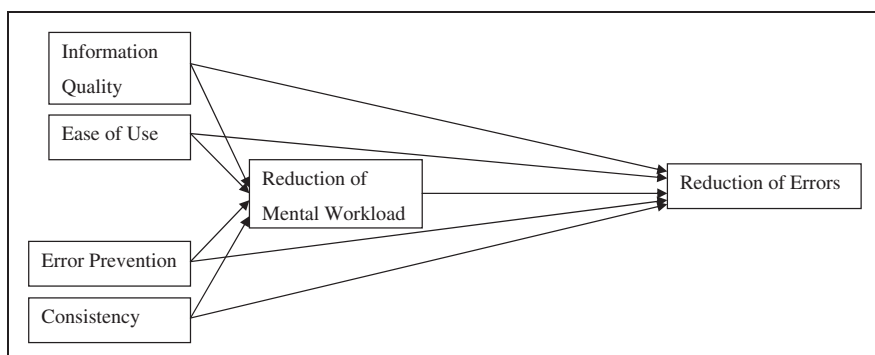 Information
Quality
Ease of Use
Reduction of
Mental Workload
Reduction of Errors
Error Prevention
Consistency